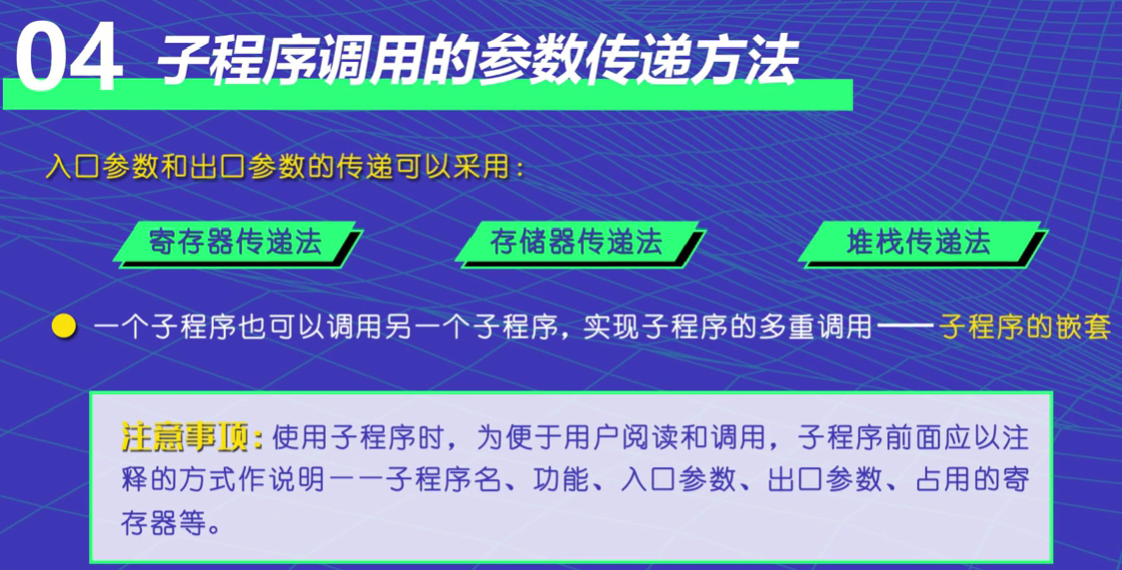 04 子程序调用的参数传递方法
入口参数和出口参数的传递可以采用：
寄存器传递法 存储器传递法 堆栈传递法
一个子程序也可以调用另一个子程序，实现子程序的多重调用——子程序的嵌套
注意事项：使用子程序时，为便于用户阅读和调用，子程序前面应以注
释的方式作说明——子程序名、功能、入口参数、出口参数、占用的寄
存器等。